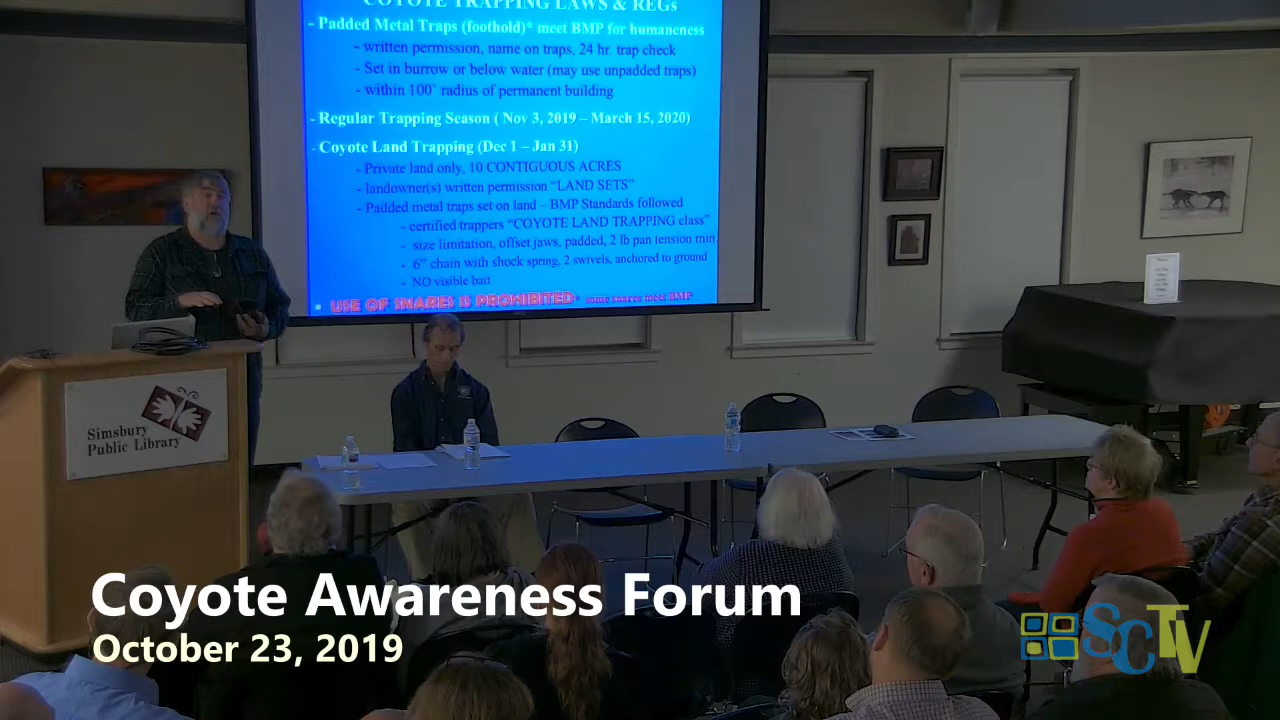 COYOTE TRAPPING LAWS & REGs
- Padded Metal Traps (foothold)* meet BMP for humaneness
- written permission, name on traps, 24 hr. trap check
- Set in burrow or below water (may use unpadded traps)
- within 100' radius of permanent building
- Regular Trapping Season ( Nov 3, 2019 – March 15, 2020)
- Coyote Land Trapping (Dec 1 – Jan 31)
- Private land only, 10 CONTIGUOUS ACRES
- landowner(s) written permission "LAND SETS"
- Padded metal traps set on land – BMP Standards followed
- certified trappers "COYOTE LAND TRAPPING class"
- size limitation, offset jaws, padded, 2 lb pan tension min.
- 6" chain with shock spring, 2 swivels, anchored to ground
- NO visible bait
* USE OF SNARES IS PROHIBITED* some snares meet BMP
Simsbury
Public Library
Coyote Awareness Forum
October 23, 2019
SCTV